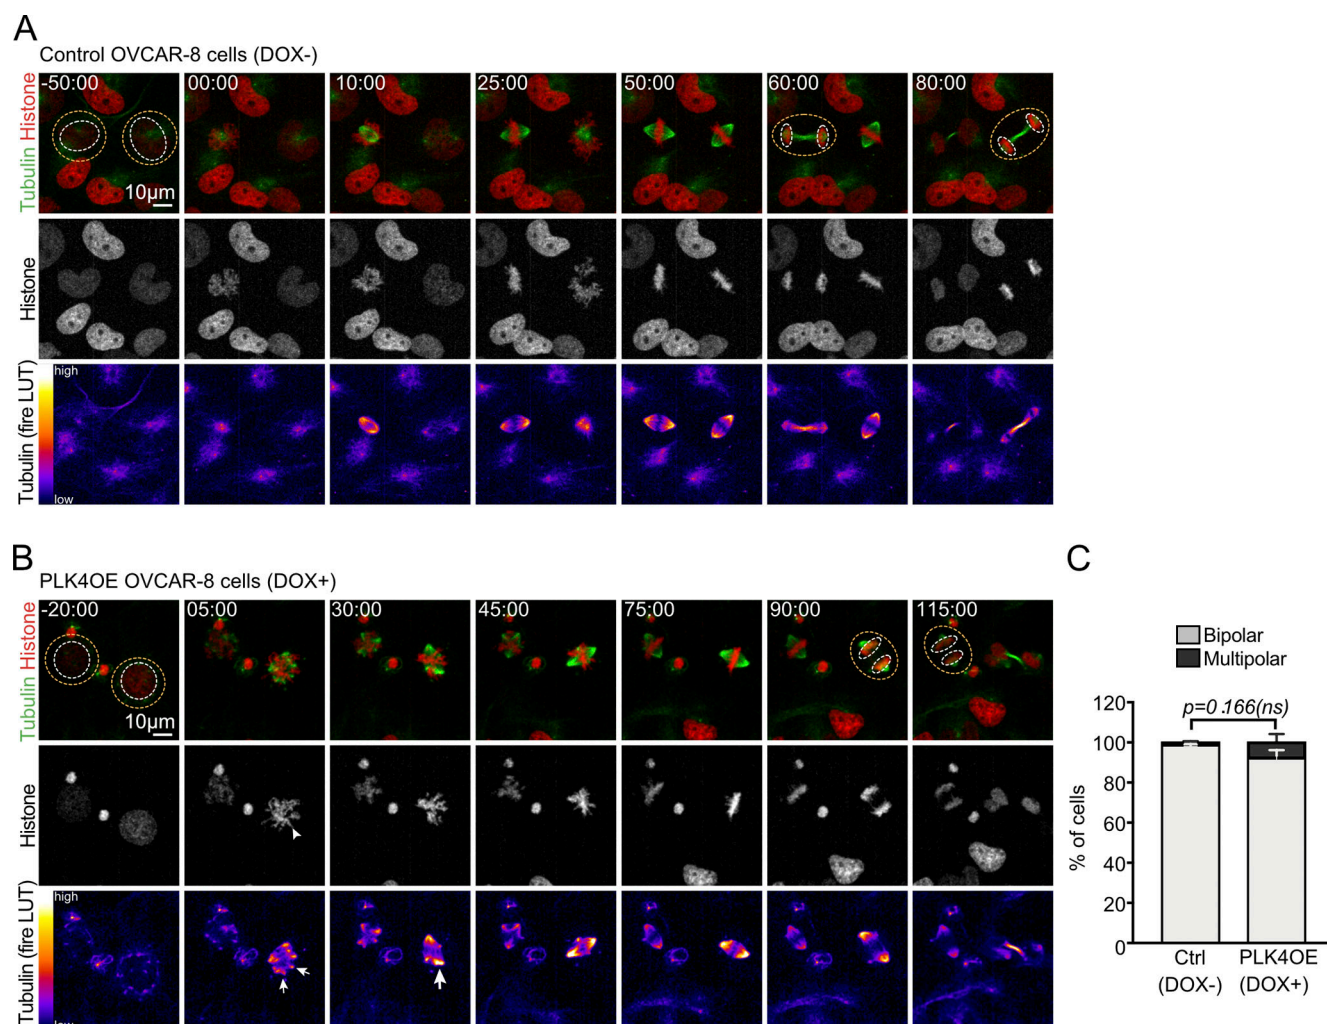 A
Control OVCAR-8 cells (DOX-)
Tubulin Histone
-50:00
00:00
10:00
25:00
50:00
60:00
80:00
10µm
Histone
Tubulin (fire LUT)
high
low
B
PLK4OE OVCAR-8 cells (DOX+)
Tubulin Histone
-20:00
05:00
30:00
45:00
75:00
90:00
115:00
10µm
Histone
Tubulin (fire LUT)
high
low
C
Bipolar
Multipolar
p=0.166(ns)
% of cells
120
100
80
60
40
20
0
Ctrl
(DOX-)
PLK4OE
(DOX+)